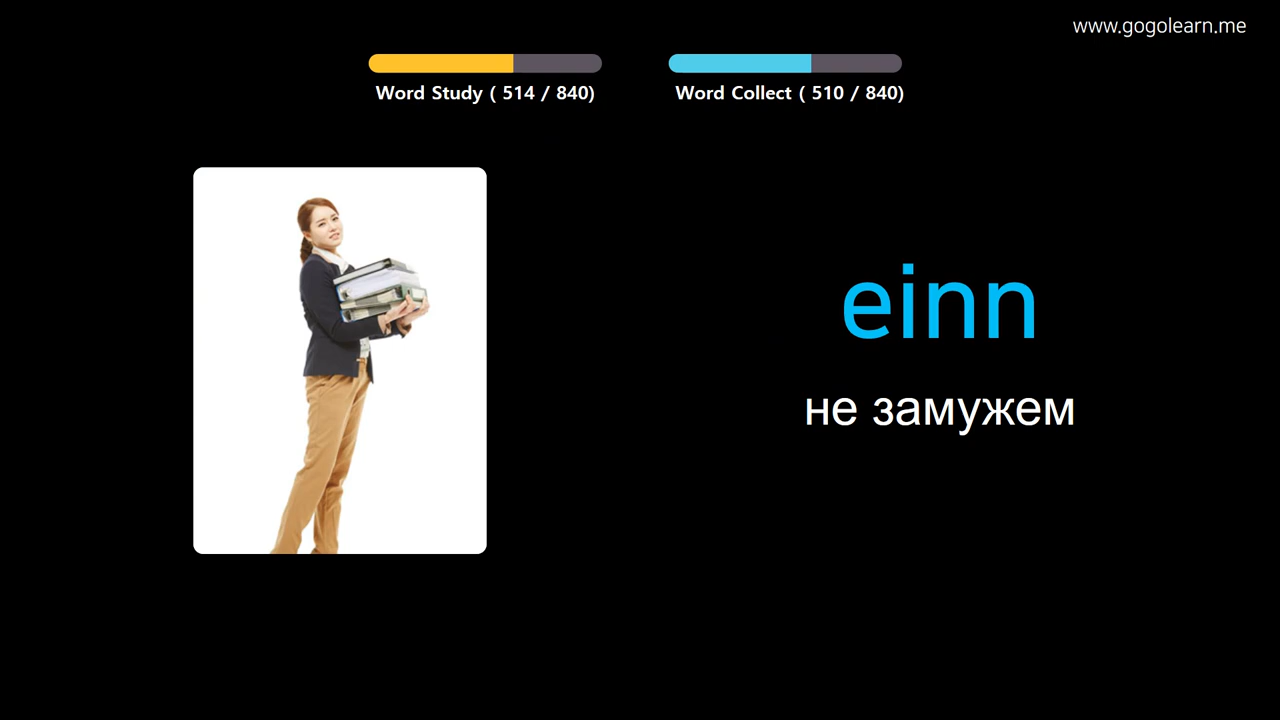 www.gogolearn.me
Word Study ( 514 / 840)
Word Collect ( 510 / 840)
einn
не замужем